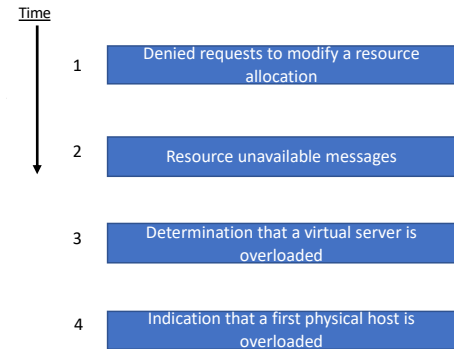 Time
1
Denied requests to modify a resource
allocation
2
Resource unavailable messages
3
Determination that a virtual server is
overloaded
4
Indication that a first physical host is
overloaded